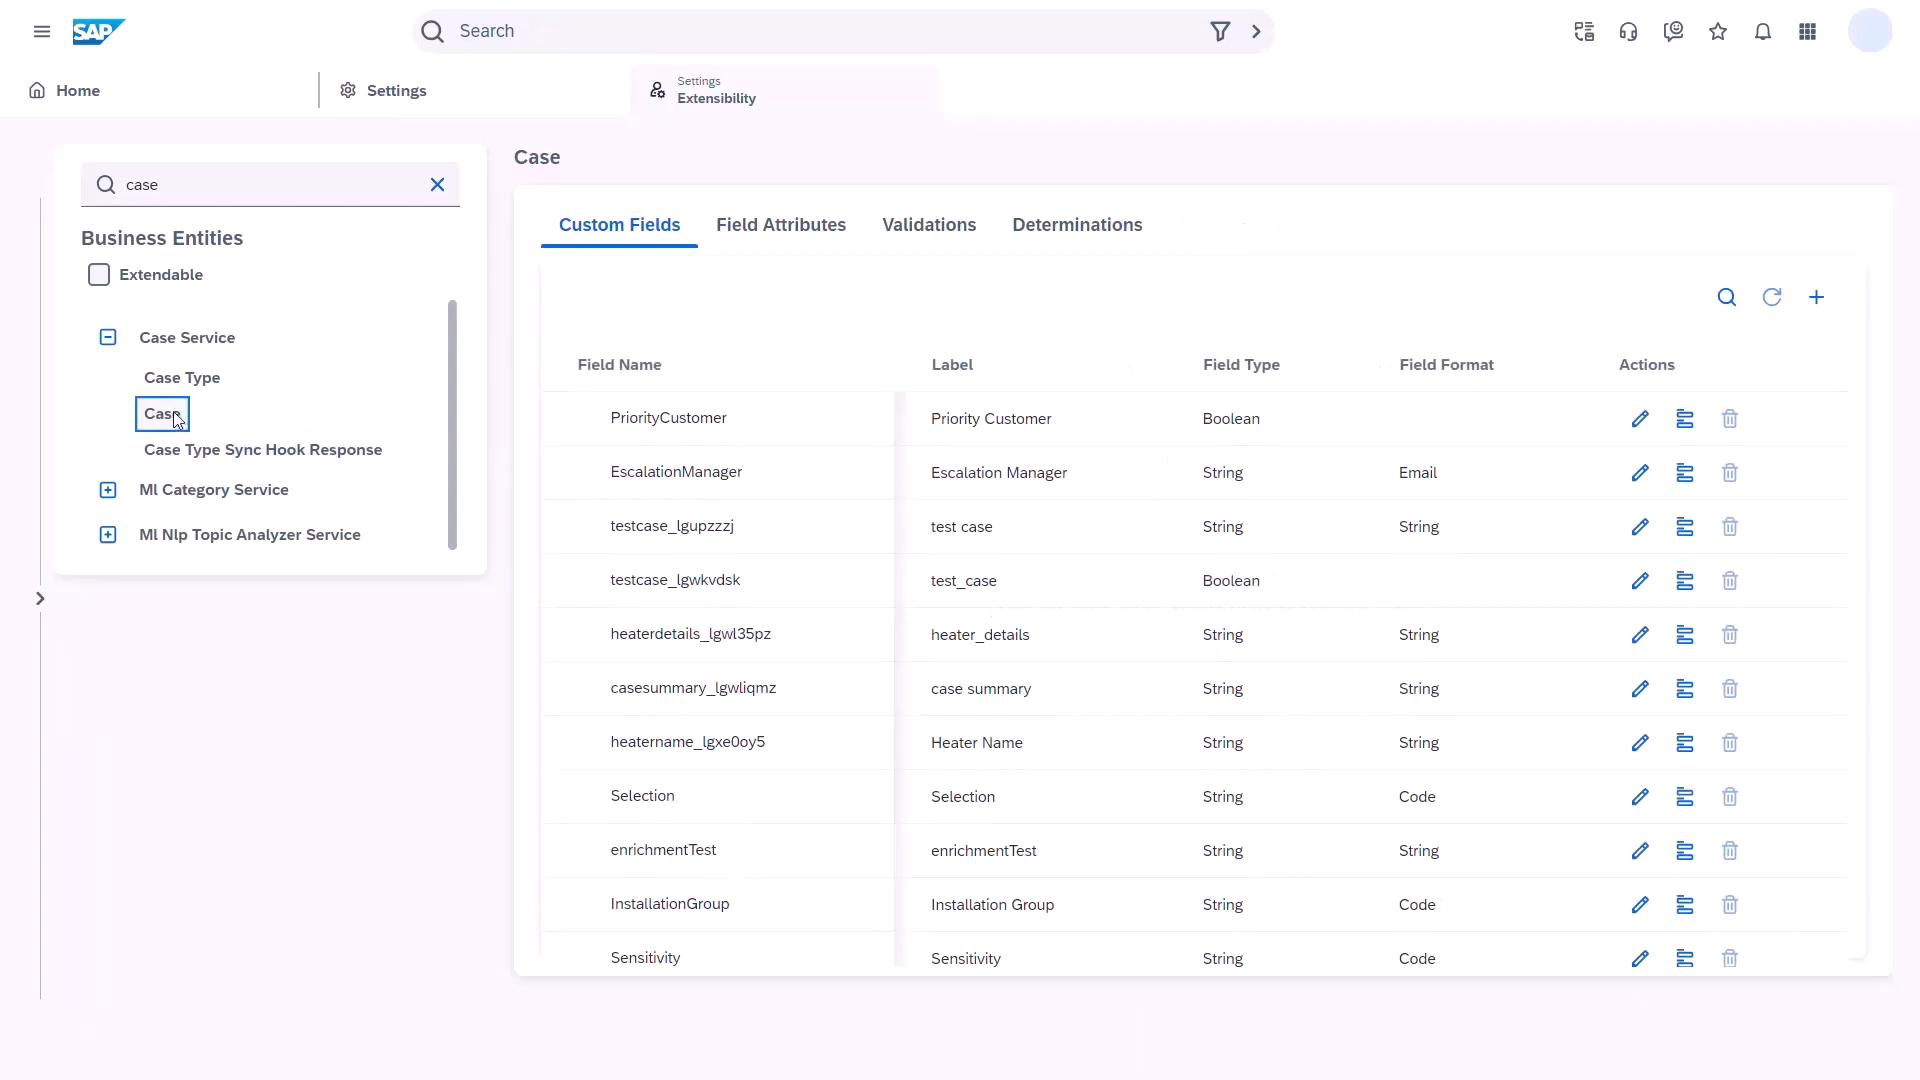 SAP
Search
Home
Settings
Settings
Extensibility
case
Business Entities
Extendable
Case Service
Case Type
Case
Case Type Sync Hook Response
Ml Category Service
Ml Nlp Topic Analyzer Service
Case
Custom Fields Field Attributes Validations Determinations
Field Name Label Field Type Field Format Actions
PriorityCustomer Priority Customer Boolean
EscalationManager Escalation Manager String Email
testcase_lgupzzzj test case String String
testcase_lgwkvdsk test_case Boolean
heaterdetails_lgwl35pz heater_details String String
casesummary_lgwliqmz case summary String String
heatername_lgxe0oy5 Heater Name String String
Selection Selection String Code
enrichmentTest enrichmentTest String String
InstallationGroup Installation Group String Code
Sensitivity Sensitivity String Code